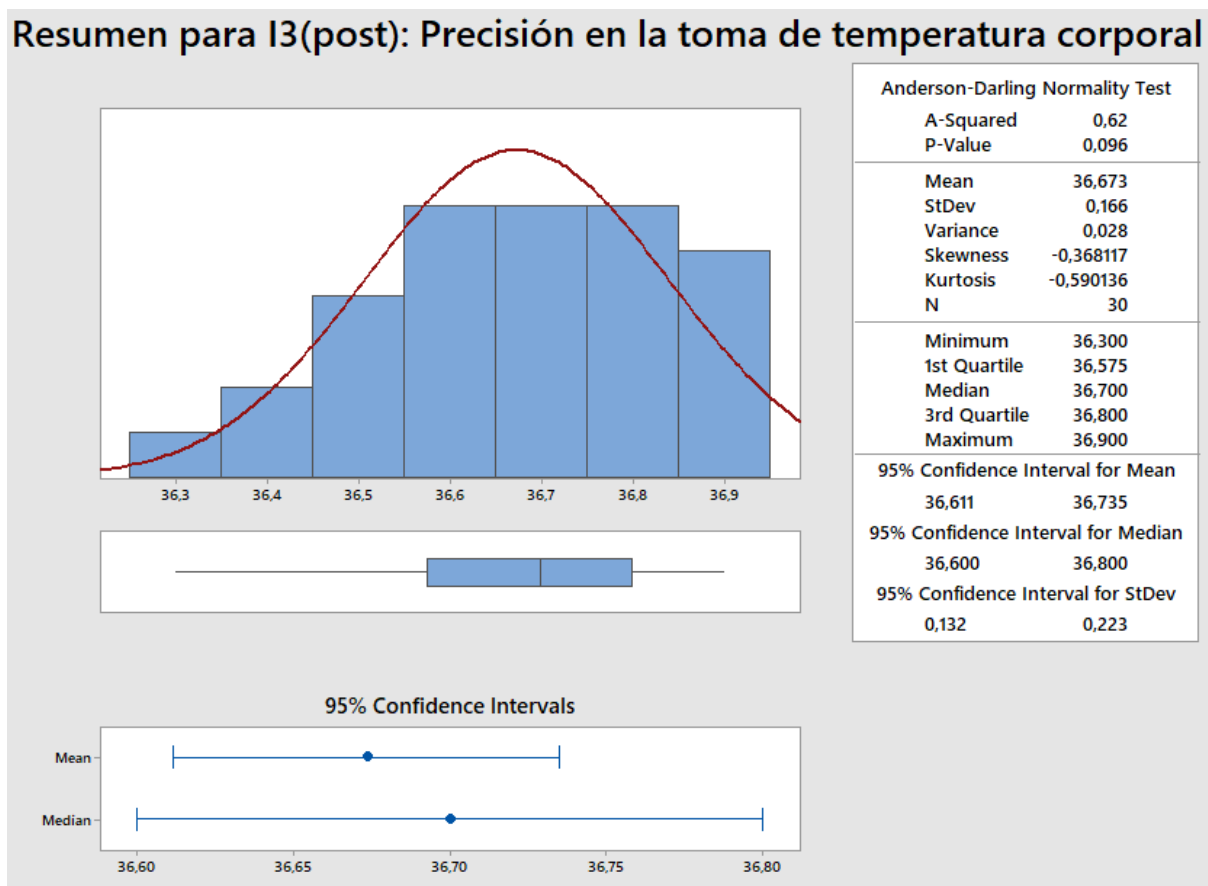 Resumen para I3(post): Precisión en la toma de temperatura corporal
36,3 36,4 36,5 36,6 36,7 36,8 36,9
95% Confidence Intervals
Mean
Median
36,60 36,65 36,70 36,75 36,80
Anderson-Darling Normality Test
A-Squared 0,62
P-Value 0,096
Mean 36,673
StDev 0,166
Variance 0,028
Skewness -0,368117
Kurtosis -0,590136
N 30
Minimum 36,300
1st Quartile 36,575
Median 36,700
3rd Quartile 36,800
Maximum 36,900
95% Confidence Interval for Mean
36,611 36,735
95% Confidence Interval for Median
36,600 36,800
95% Confidence Interval for StDev
0,132 0,223